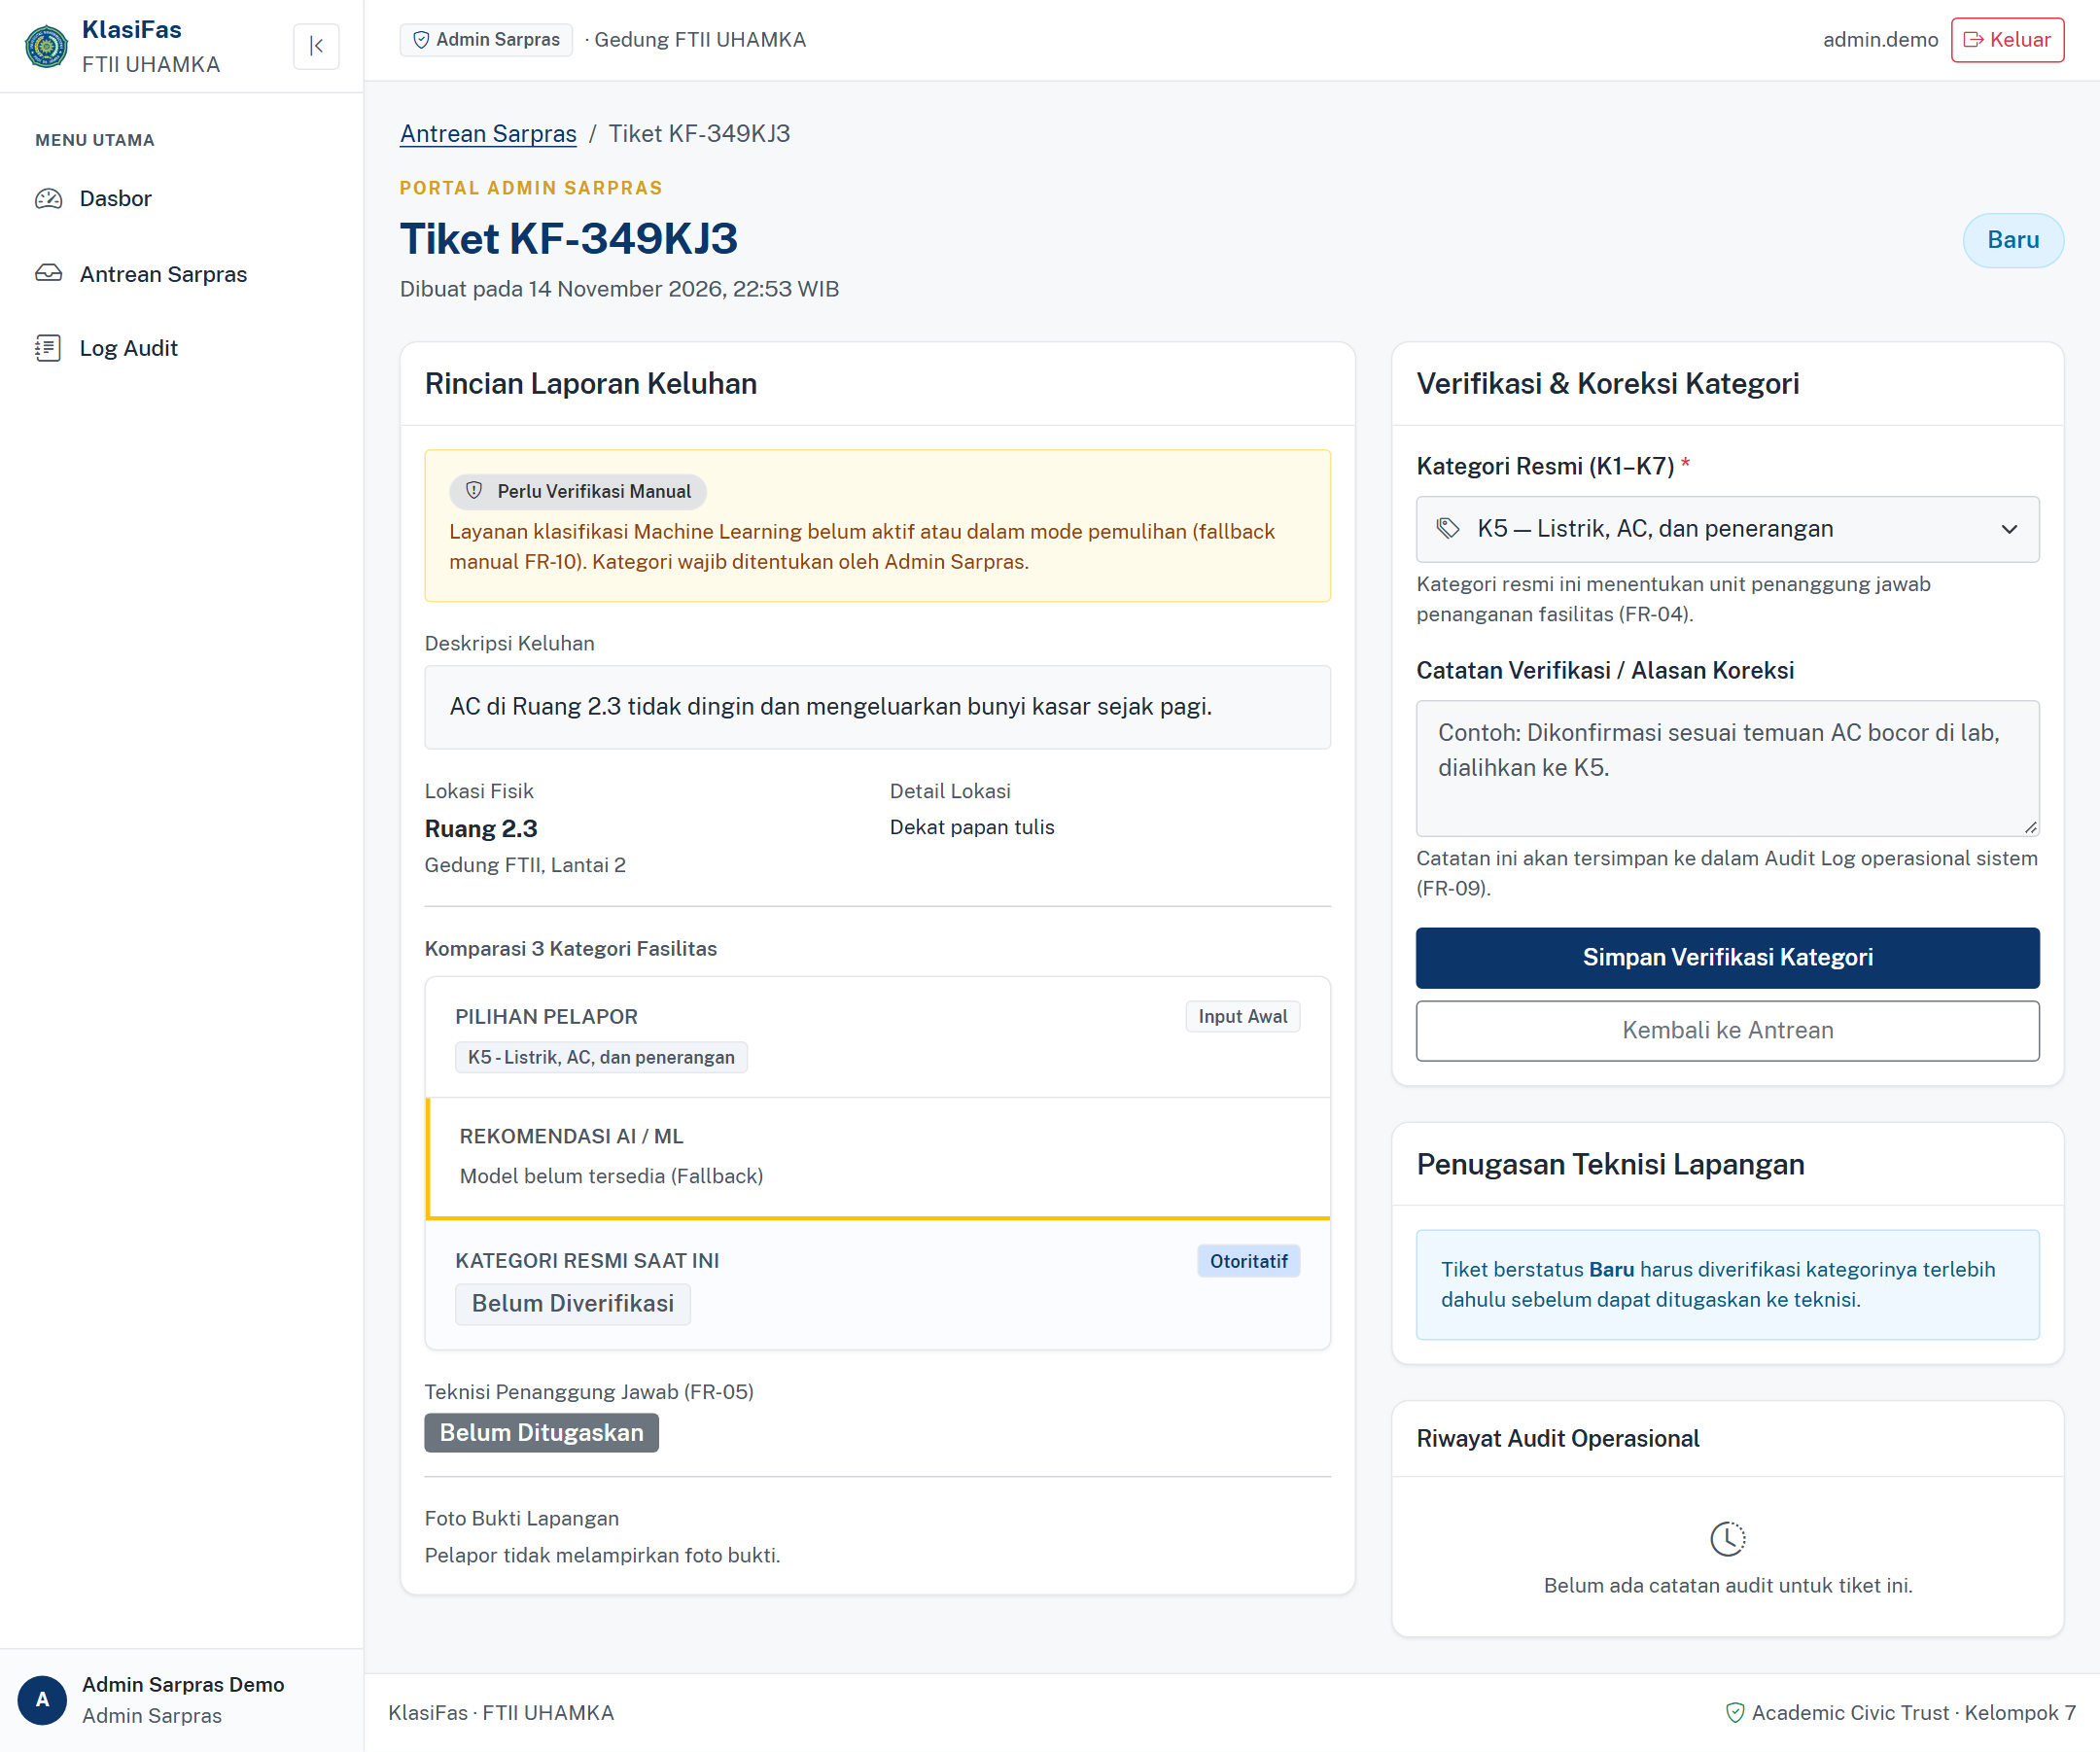 KlasiFas
FTII UHAMKA
MENU UTAMA
Dasbor
Antrean Sarpras
Log Audit
Admin Sarpras Demo
Admin Sarpras
A
Admin Sarpras
· Gedung FTII UHAMKA
admin.demo
Keluar
Antrean Sarpras / Tiket KF-349KJ3
PORTAL ADMIN SARPRAS
Tiket KF-349KJ3
Dibuat pada 14 November 2026, 22:53 WIB
Baru
Rincian Laporan Keluhan
Perlu Verifikasi Manual
Layanan klasifikasi Machine Learning belum aktif atau dalam mode pemulihan (fallback
manual FR-10). Kategori wajib ditentukan oleh Admin Sarpras.
Deskripsi Keluhan
AC di Ruang 2.3 tidak dingin dan mengeluarkan bunyi kasar sejak pagi.
Lokasi Fisik
Ruang 2.3
Gedung FTII, Lantai 2
Detail Lokasi
Dekat papan tulis
Komparasi 3 Kategori Fasilitas
PILIHAN PELAPOR
Input Awal
K5 - Listrik, AC, dan penerangan
REKOMENDASI AI / ML
Model belum tersedia (Fallback)
KATEGORI RESMI SAAT INI
Otoritatif
Belum Diverifikasi
Teknisi Penanggung Jawab (FR-05)
Belum Ditugaskan
Foto Bukti Lapangan
Pelapor tidak melampirkan foto bukti.
Verifikasi & Koreksi Kategori
Kategori Resmi (K1–K7) *
K5 — Listrik, AC, dan penerangan
Kategori resmi ini menentukan unit penanggung jawab
penanganan fasilitas (FR-04).
Catatan Verifikasi / Alasan Koreksi
Contoh: Dikonfirmasi sesuai temuan AC bocor di lab,
dialihkan ke K5.
Catatan ini akan tersimpan ke dalam Audit Log operasional sistem
(FR-09).
Simpan Verifikasi Kategori
Kembali ke Antrean
Penugasan Teknisi Lapangan
Tiket berstatus Baru harus diverifikasi kategorinya terlebih
dahulu sebelum dapat ditugaskan ke teknisi.
Riwayat Audit Operasional
Belum ada catatan audit untuk tiket ini.
KlasiFas · FTII UHAMKA
Academic Civic Trust · Kelompok 7